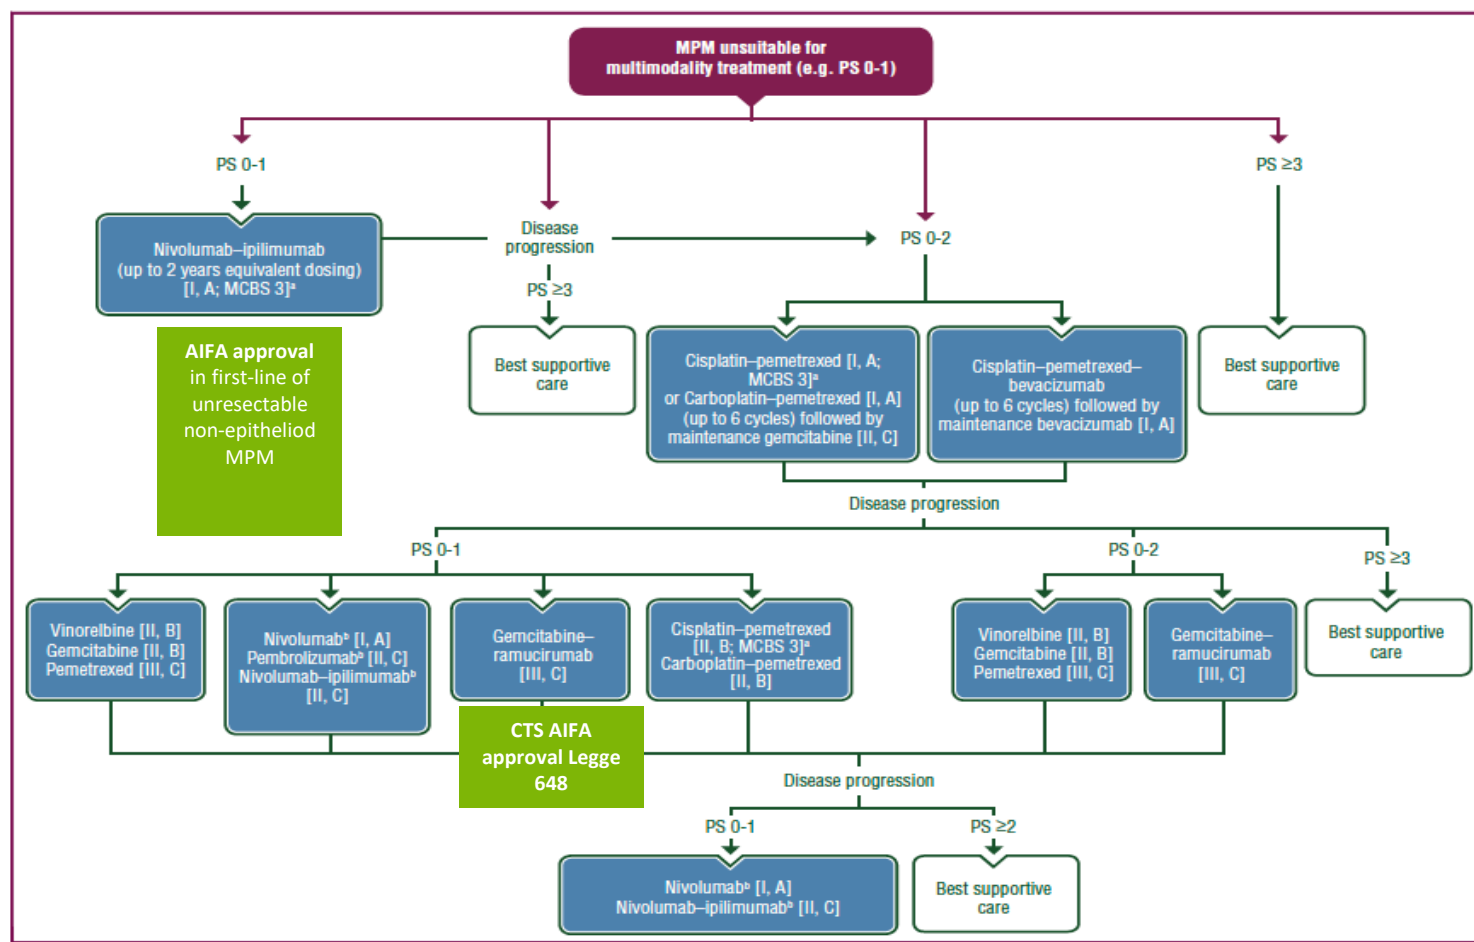 MPM unsuitable for
multimodality treatment (e.g. PS 0-1)
PS 0-1
PS ≥3
Nivolumab–ipilimumab
(up to 2 years equivalent dosing)
[I, A; MCBS 3]ᵃ
Disease
progression
PS 0-2
PS ≥3
AIFA approval
in first-line of
unresectable
non-epitheliod
MPM
Best supportive
care
Cisplatin–pemetrexed [I, A;
MCBS 3]ᵃ
or Carboplatin–pemetrexed [I, A]
(up to 6 cycles) followed by
maintenance gemcitabine [II, C]
Cisplatin–pemetrexed–
bevacizumab
(up to 6 cycles) followed by
maintenance bevacizumab [I, A]
Best supportive
care
Disease progression
PS 0-1
PS 0-2
PS ≥3
Vinorelbine [II, B]
Gemcitabine [II, B]
Pemetrexed [III, C]
Nivolumabᵇ [I, A]
Pembrolizumabᵇ [II, C]
Nivolumab–ipilimumabᵇ
[II, C]
Gemcitabine–
ramucirumab
[III, C]
Cisplatin–pemetrexed
[II, B; MCBS 3]ᵃ
Carboplatin–pemetrexed
[II, B]
Vinorelbine [II, B]
Gemcitabine [II, B]
Pemetrexed [III, C]
Gemcitabine–
ramucirumab
[III, C]
Best supportive
care
CTS AIFA
approval Legge
648
Disease progression
PS 0-1
PS ≥2
Nivolumabᵇ [I, A]
Nivolumab–ipilimumabᵇ [II, C]
Best supportive
care